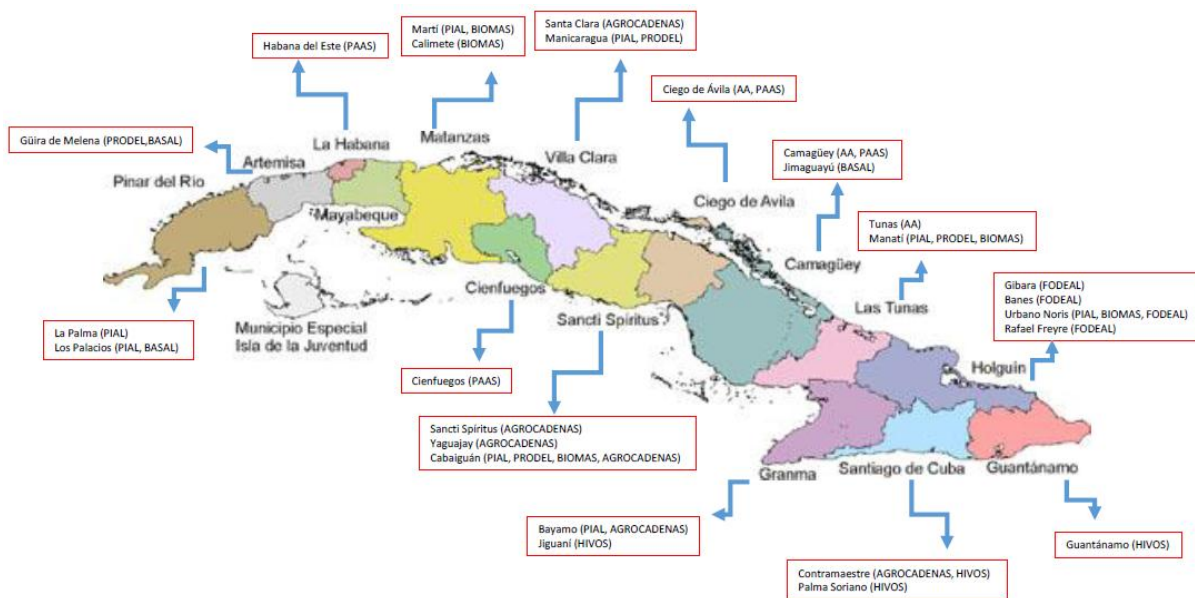 Martí (PIAL, BIOMAS)
Calimete (BIOMAS)
Santa Clara (AGROCADENAS)
Manicaragua (PIAL, PRODEL)
Habana del Este (PAAS)
Ciego de Ávila (AA, PAAS)
Güira de Melena (PRODEL,BASAL)
La Habana
Matanzas
Villa Clara
Artemisa
Pinar del Río
Mayabeque
Camagüey (AA, PAAS)
Jimaguayú (BASAL)
Ciego de Avila
Tunas (AA)
Manatí (PIAL, PRODEL, BIOMAS)
Camagüey
Cienfuegos
Las Tunas
Gibara (FODEAL)
Banes (FODEAL)
Urbano Noris (PIAL, BIOMAS, FODEAL)
Rafael Freyre (FODEAL)
Sancti Spíritus
Municipio Especial
Isla de la Juventud
La Palma (PIAL)
Los Palacios (PIAL, BASAL)
Holguin
Cienfuegos (PAAS)
Sancti Spíritus (AGROCADENAS)
Yaguajay (AGROCADENAS)
Cabaiguán (PIAL, PRODEL, BIOMAS, AGROCADENAS)
Granma
Santiago de Cuba
Guantánamo
Bayamo (PIAL, AGROCADENAS)
Jiguaní (HIVOS)
Guantánamo (HIVOS)
Contramaestre (AGROCADENAS, HIVOS)
Palma Soriano (HIVOS)